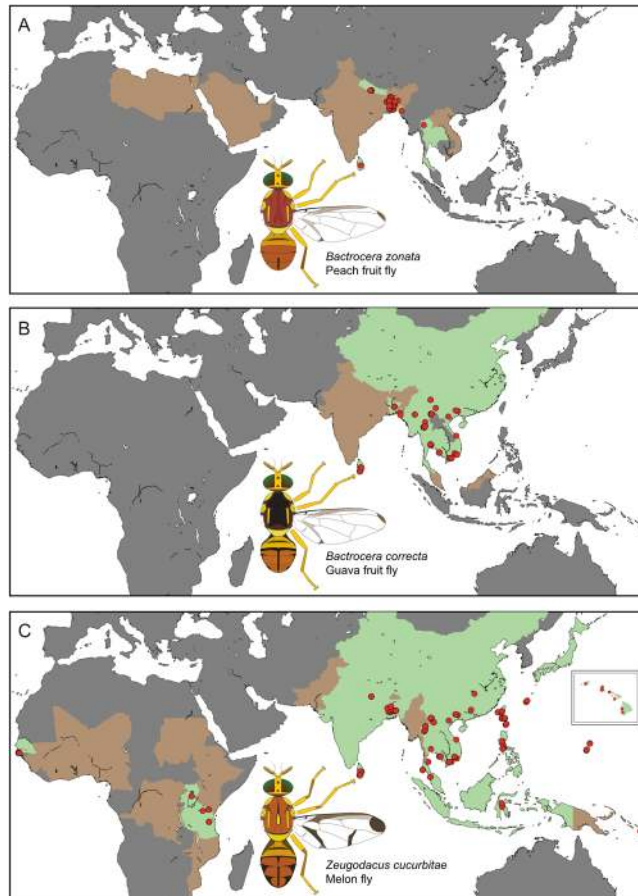 A
Bactrocera zonata
Peach fruit fly
B
Bactrocera correcta
Guava fruit fly
C
Zeugodacus cucurbitae
Melon fly